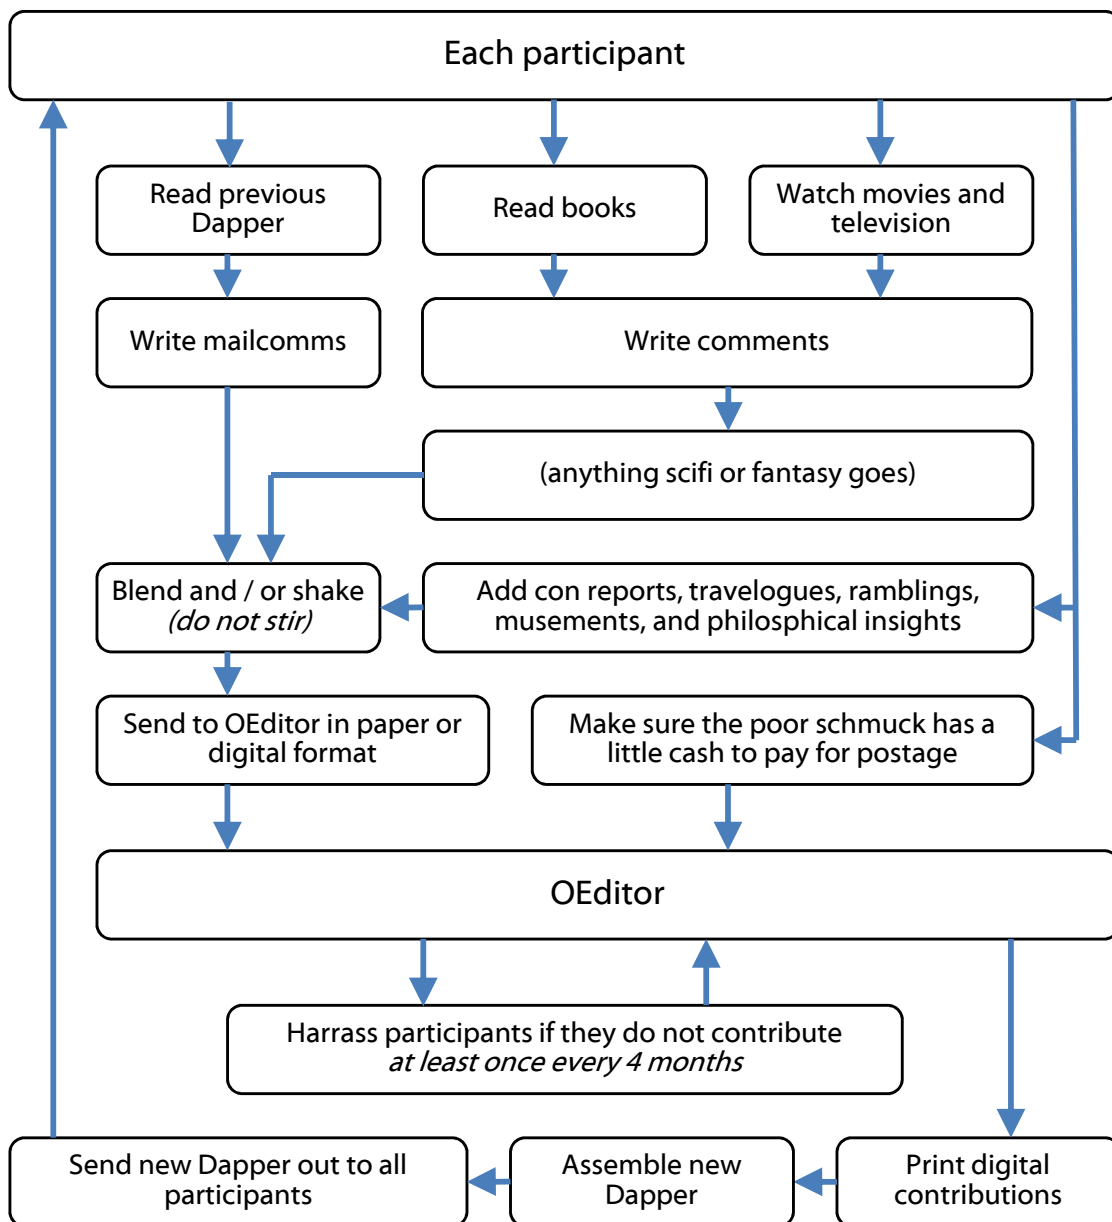 Each participant
Read previous
Dapper
Read books
Watch movies and
television
Write mailcomms
Write comments
(anything scifi or fantasy goes)
Blend and / or shake
(do not stir)
Add con reports, travelogues, ramblings,
musements, and philosphical insights
Send to OEditor in paper or
digital format
Make sure the poor schmuck has a
little cash to pay for postage
OEditor
Harrass participants if they do not contribute
at least once every 4 months
Send new Dapper out to all
participants
Assemble new
Dapper
Print digital
contributions